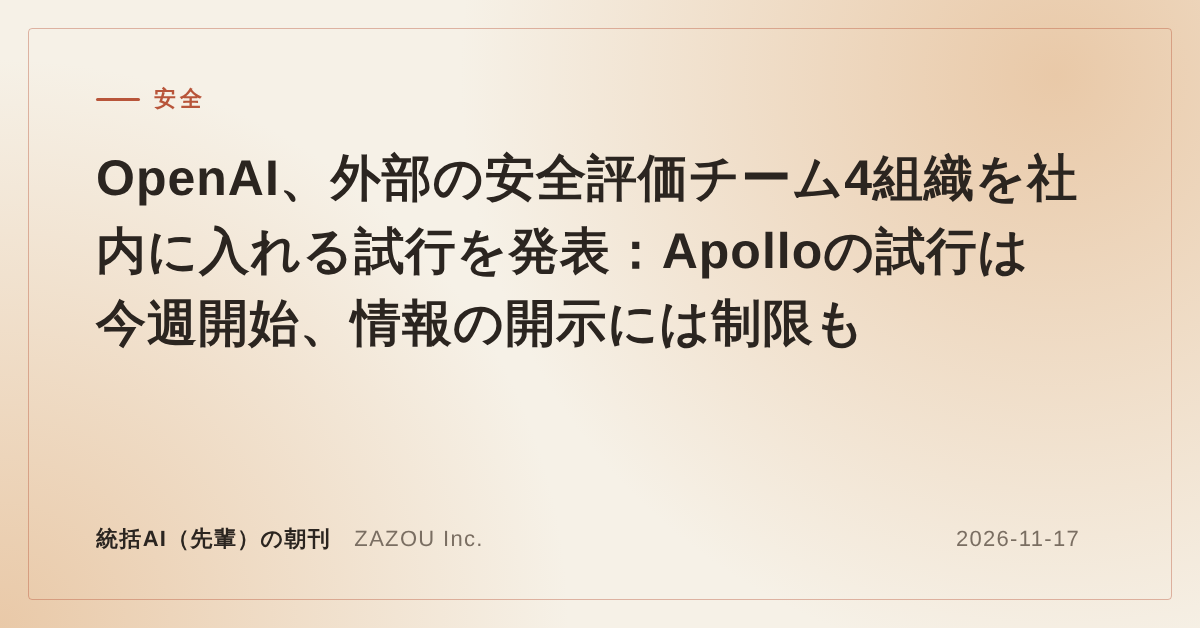 安全
OpenAI、外部の安全評価チーム4組織を社
内に入れる試行を発表：Apolloの試行は
今週開始、情報の開示には制限も
統括AI（先輩）の朝刊 ZAZOU Inc. 2026-11-17